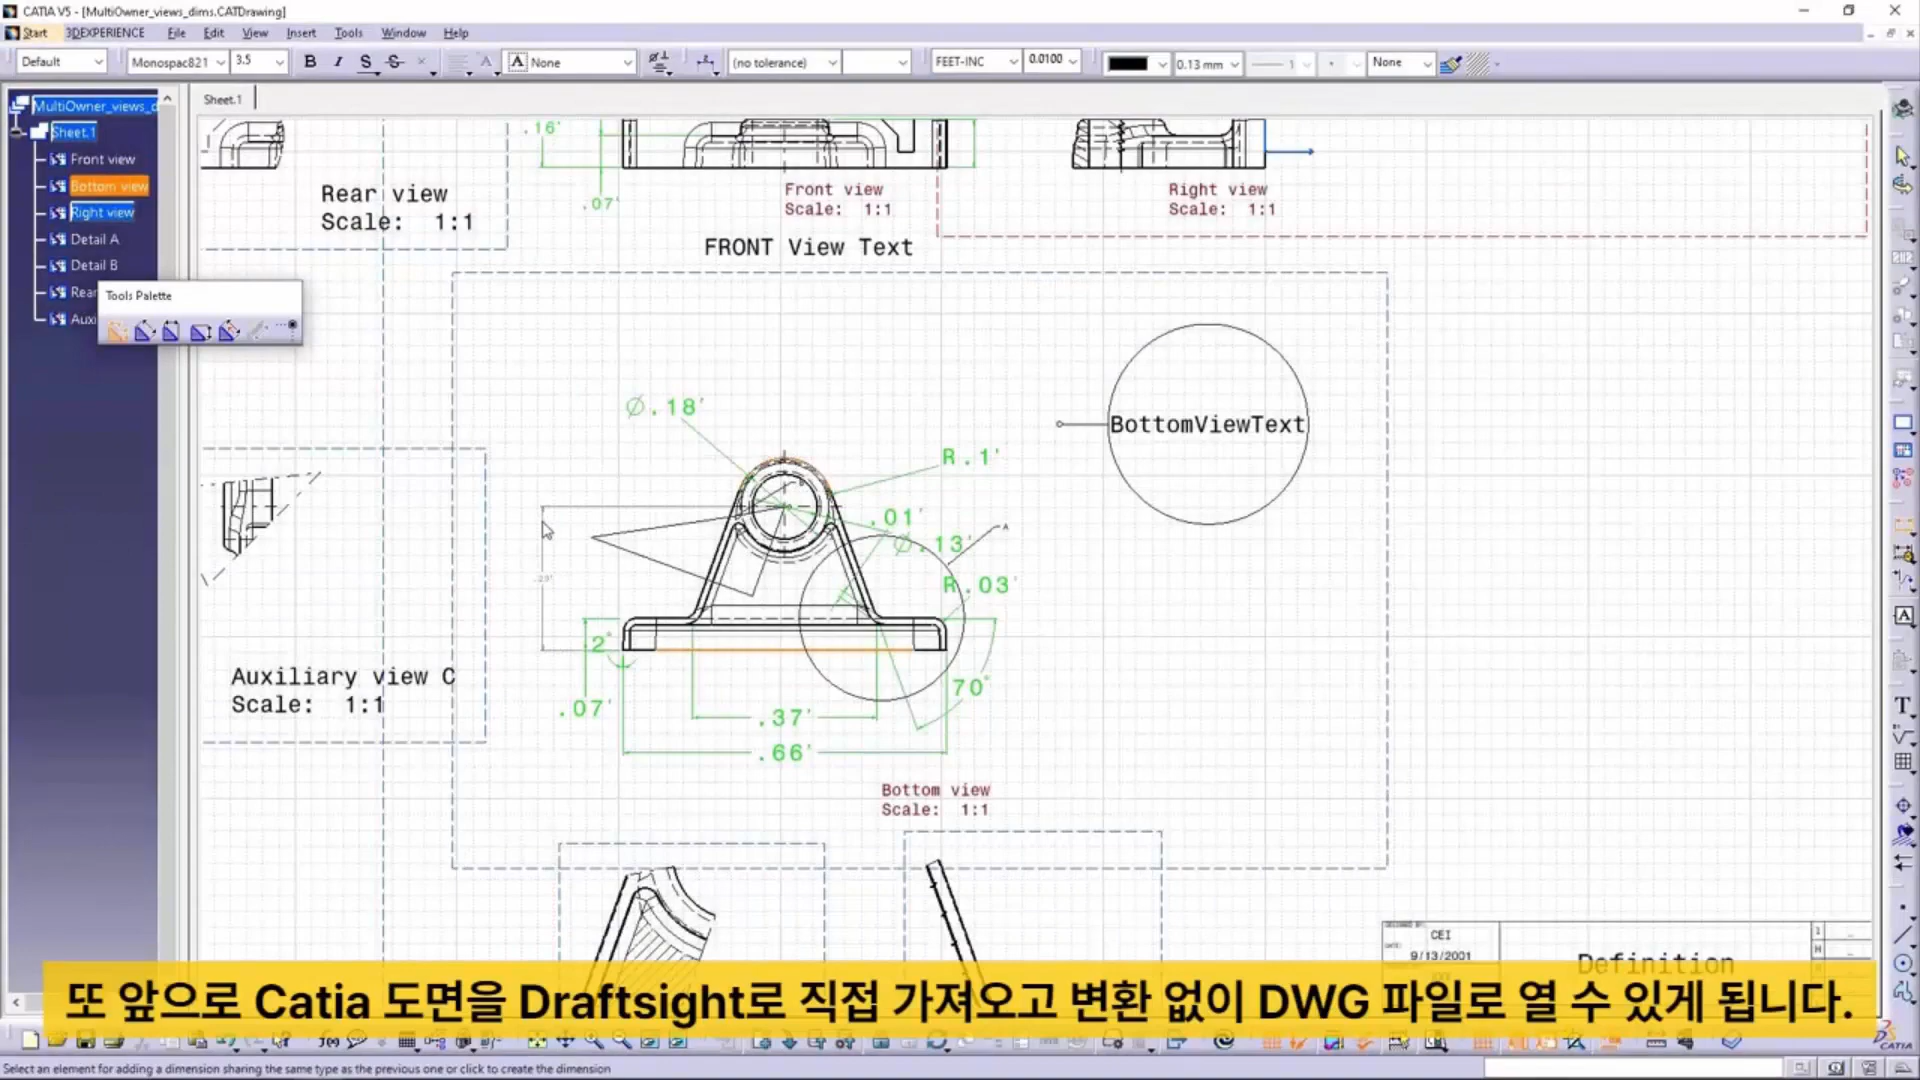 CATIA V5 - [MultiOwner_views_dims.CATDrawing]
Start 3DEXPERIENCE File Edit View Insert Tools Window Help
Default Monospac821 3.5 B I S S A None (no tolerance) FEET-INC 0.0100 0.13 mm 1 None
MultiOwner_views_d
Sheet.1
Sheet.1
Front view
Bottom view
Right view
Detail A
Detail B
Rear
Auxi
Tools Palette
Rear view
Scale: 1:1
.16'
.07'
Front view
Scale: 1:1
FRONT View Text
Right view
Scale: 1:1
BottomViewText
Ø.18'
R.1'
.01'
Ø.13'
A
R.03'
2°
.07'
70°
.37'
.66'
Auxiliary view C
Scale: 1:1
Bottom view
Scale: 1:1
CEI
9/13/2001
Definition
또 앞으로 Catia 도면을 Draftsight로 직접 가져오고 변환 없이 DWG 파일로 열 수 있게 됩니다.
CATIA
Select an element for adding a dimension sharing the same type as the previous one or click to create the dimension